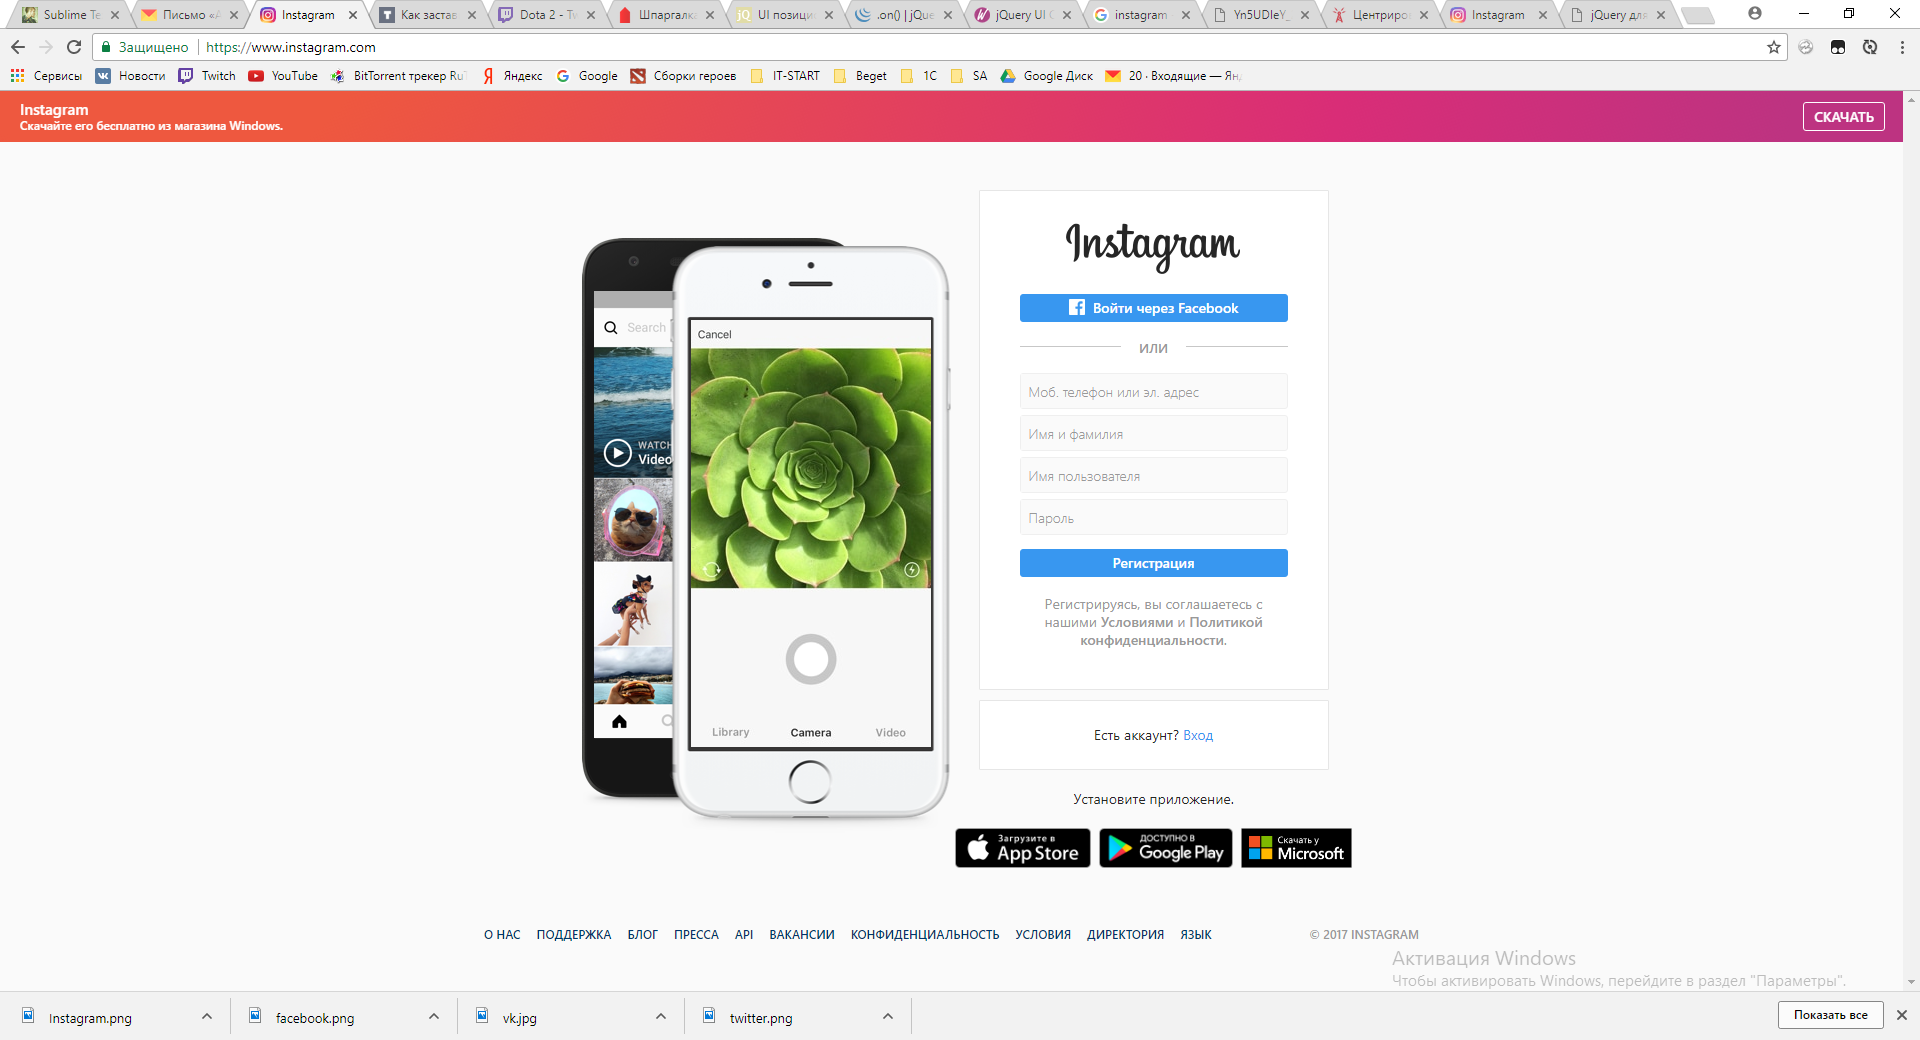 Sublime Te
Письмо «А
Instagram
Как застав
Dota 2 - Tw
Шпаргалк
UI позици
.on() | jQue
jQuery UI
instagram
Yn5UDIeY_
Центриро
Instagram
jQuery для
Защищено
https://www.instagram.com
Сервисы
Новости
Twitch
YouTube
BitTorrent трекер RuT
Яндекс
Google
Сборки героев
IT-START
Beget
1C
SA
Google Диск
20 · Входящие — Ян
Instagram
Скачайте его бесплатно из магазина Windows.
СКАЧАТЬ
Instagram
Войти через Facebook
ИЛИ
Моб. телефон или эл. адрес
Имя и фамилия
Имя пользователя
Пароль
Регистрация
Регистрируясь, вы соглашаетесь с
нашими Условиями и Политикой
конфиденциальности.
Search
WATCH
Video
Cancel
Library
Camera
Video
Есть аккаунт? Вход
Установите приложение.
Загрузите в
App Store
ДОСТУПНО В
Google Play
Скачать у
Microsoft
О НАС
ПОДДЕРЖКА
БЛОГ
ПРЕССА
API
ВАКАНСИИ
КОНФИДЕНЦИАЛЬНОСТЬ
УСЛОВИЯ
ДИРЕКТОРИЯ
ЯЗЫК
© 2017 INSTAGRAM
Активация Windows
Чтобы активировать Windows, перейдите в раздел "Параметры".
Instagram.png
facebook.png
vk.jpg
twitter.png
Показать все